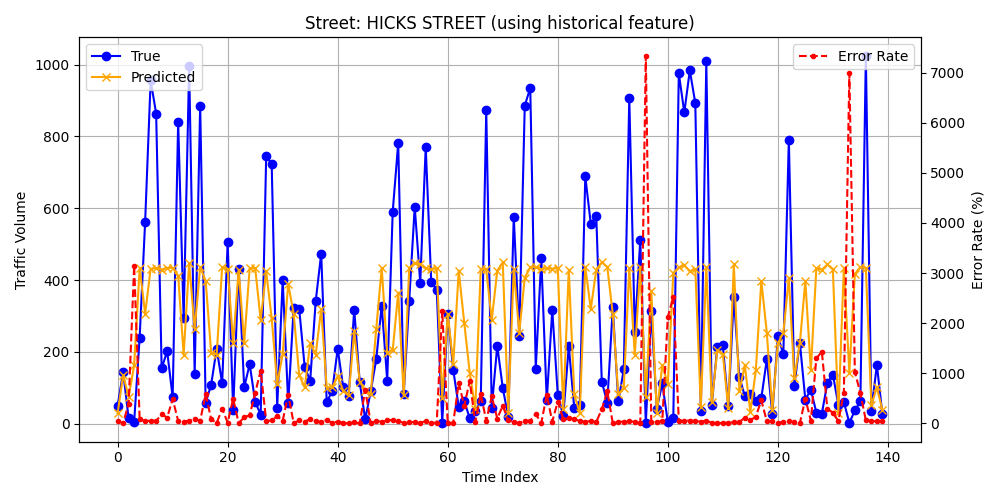 Street: HICKS STREET (using historical feature)
True
Predicted
Error Rate
1000
800
600
400
200
0
Traffic Volume
7000
6000
5000
4000
3000
2000
1000
0
Error Rate (%)
0 20 40 60 80 100 120 140
Time Index